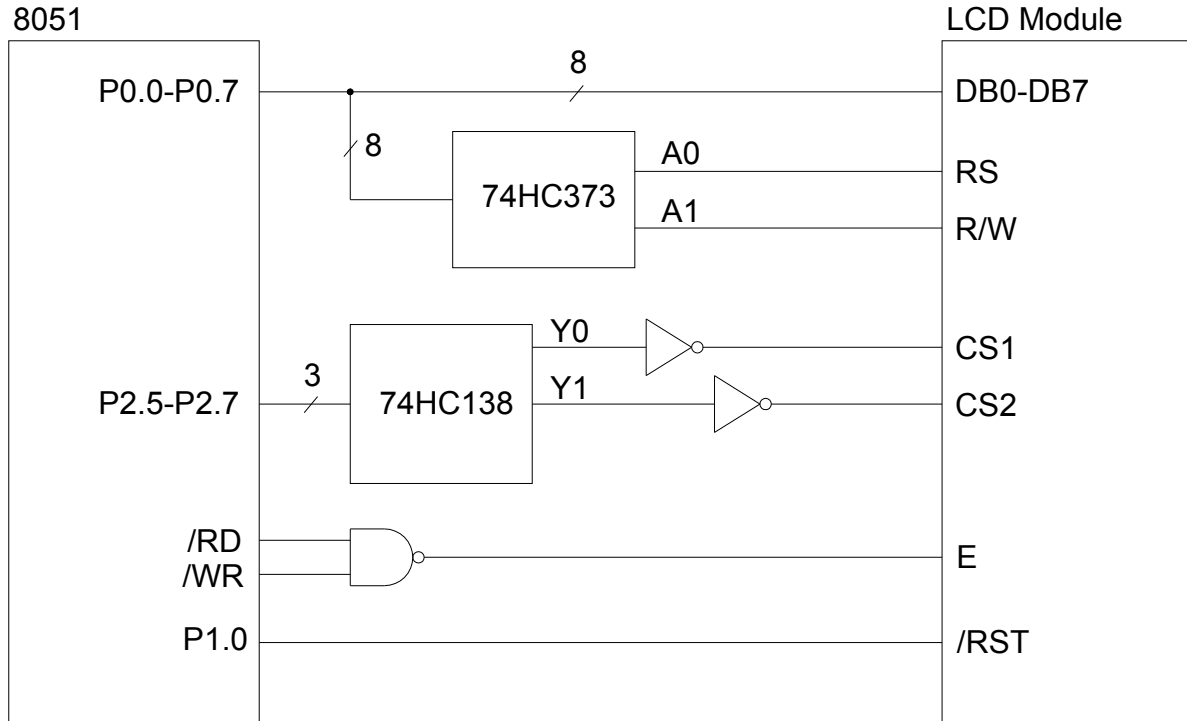 8051
LCD Module
P0.0-P0.7
8
DB0-DB7
8
74HC373
A0
RS
A1
R/W
P2.5-P2.7
3
74HC138
Y0
CS1
Y1
CS2
/RD
/WR
E
P1.0
/RST